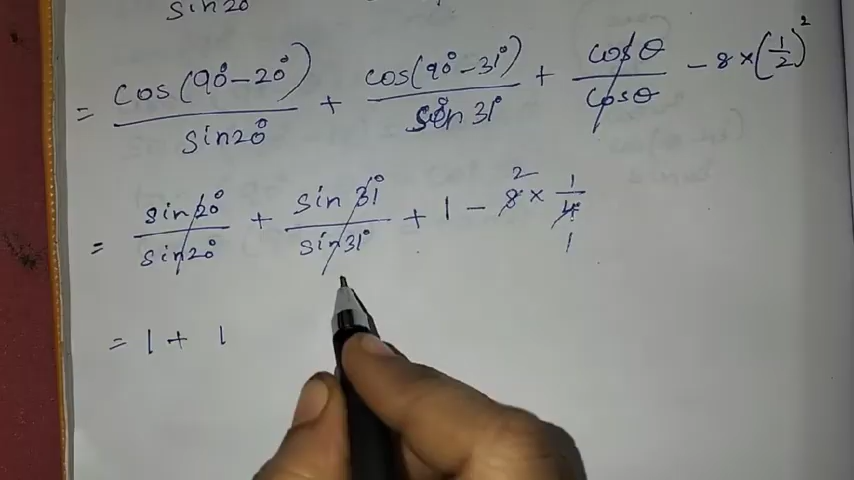 sin20
= cos(90°-20°)/sin20° + cos(90°-31°)/sin31° + cosθ/cosθ - 8×(1/2)²
= sin20°/sin20° + sin31°/sin31° + 1 - 8× 1/4 2 1
= 1 + 1